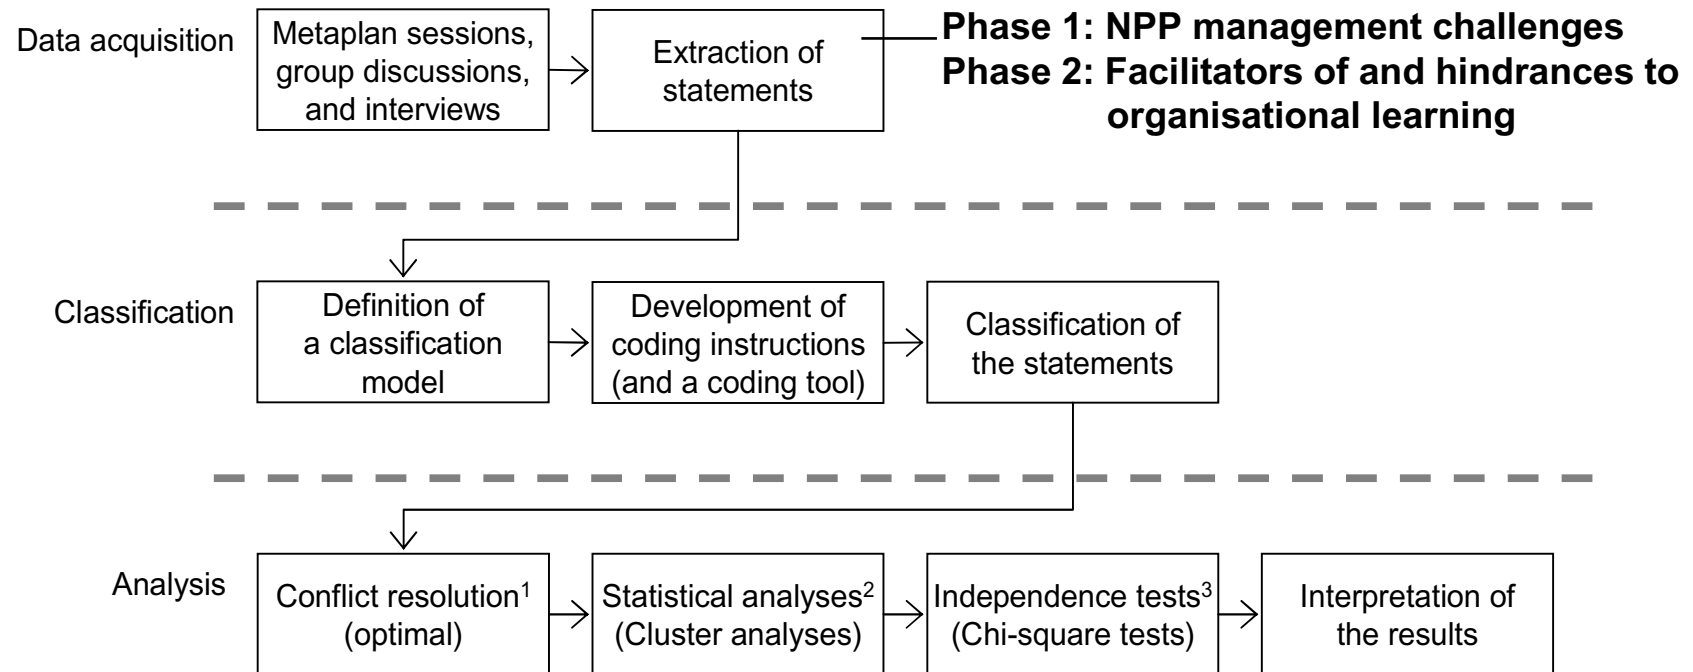 Data acquisition
Metaplan sessions,
group discussions,
and interviews
Extraction of
statements
Phase 1: NPP management challenges
Phase 2: Facilitators of and hindrances to
organisational learning
Classification
Definition of
a classification
model
Development of
coding instructions
(and a coding tool)
Classification of
the statements
Analysis
Conflict resolution¹
(optimal)
Statistical analyses²
(Cluster analyses)
Independence tests³
(Chi-square tests)
Interpretation of
the results